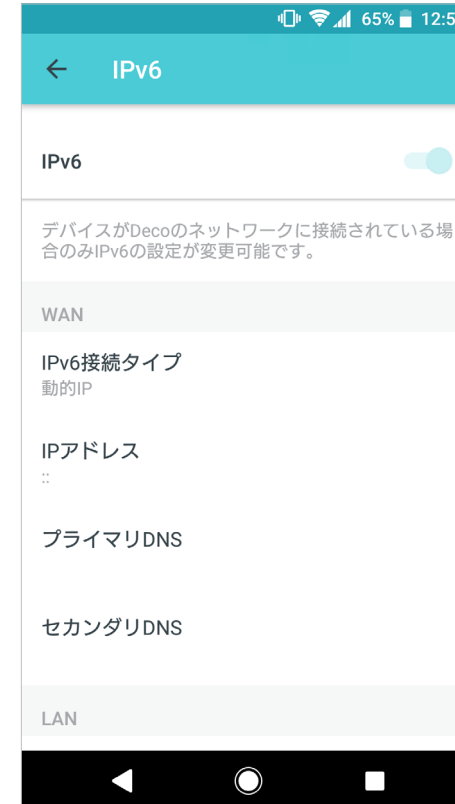 65% 12:5
IPv6
IPv6
デバイスがDecoのネットワークに接続されている場
合のみIPv6の設定が変更可能です。
WAN
IPv6接続タイプ
動的IP
IPアドレス
::
プライマリDNS
セカンダリDNS
LAN